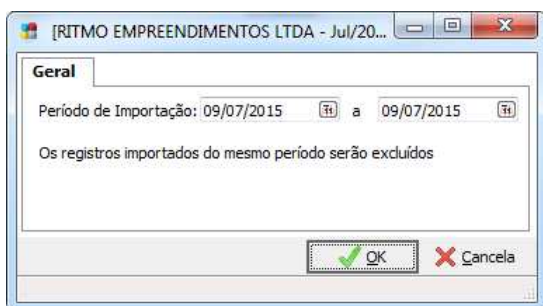 [RITMO EMPREENDIMENTOS LTDA - Jul/20...
Geral
Período de Importação: 09/07/2015 a 09/07/2015
Os registros importados do mesmo período serão excluídos
OK Cancela